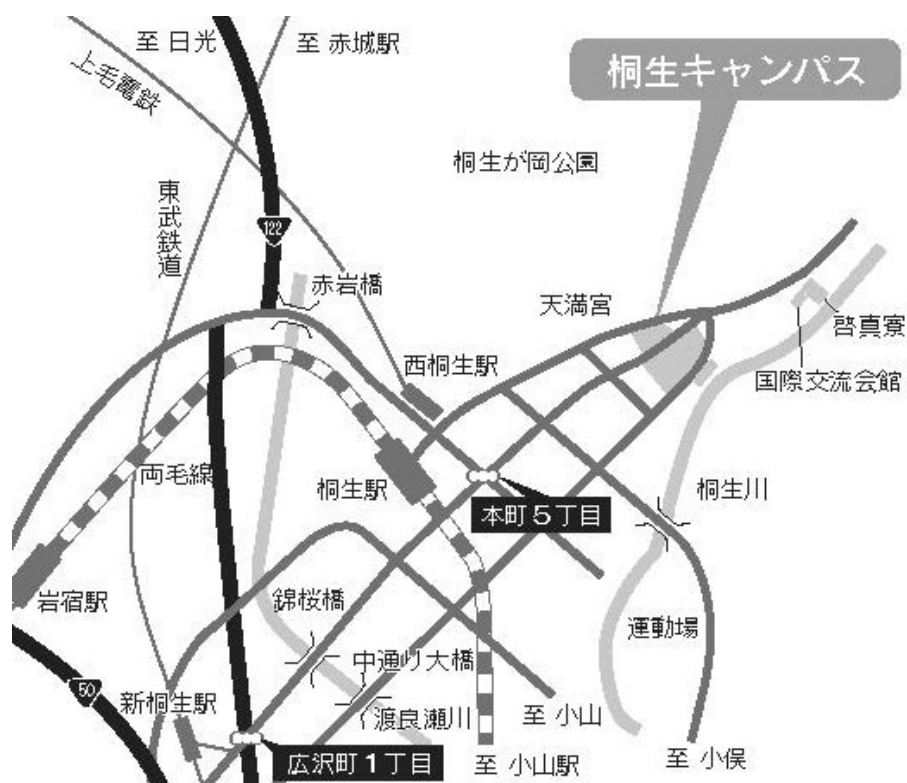 至 日光
至 赤城駅
上毛電鉄
桐生キャンパス
桐生が岡公園
東武鉄道
122
赤岩橋
天満宮
啓真寮
国際交流会館
西桐生駅
両毛線
桐生駅
本町5丁目
桐生川
岩宿駅
錦桜橋
運動場
中通り大橋
50
新桐生駅
渡良瀬川
至 小山
広沢町1丁目
至 小山駅
至 小俣